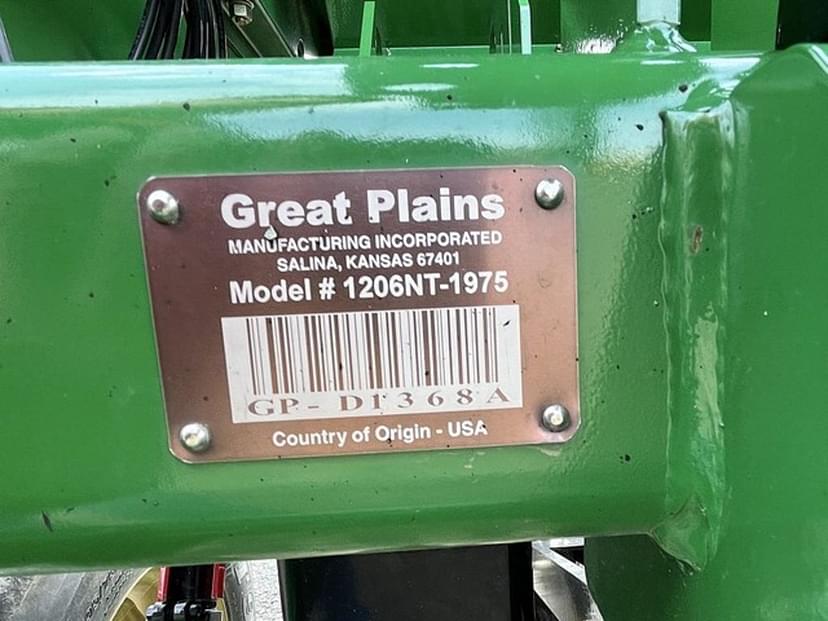 Great Plains
MANUFACTURING INCORPORATED
SALINA, KANSAS 67401
Model # 1206NT-1975
GP- D1368A
Country of Origin - USA